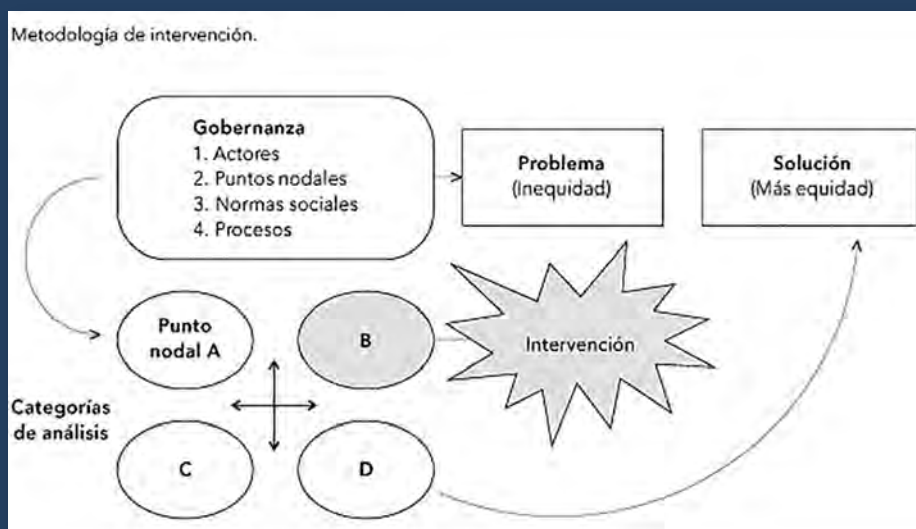 Metodología de intervención.
Gobernanza
1. Actores
2. Puntos nodales
3. Normas sociales
4. Procesos
Problema
(Inequidad)
Solución
(Más equidad)
Punto
nodal A
B
Intervención
Categorías
de análisis
C
D